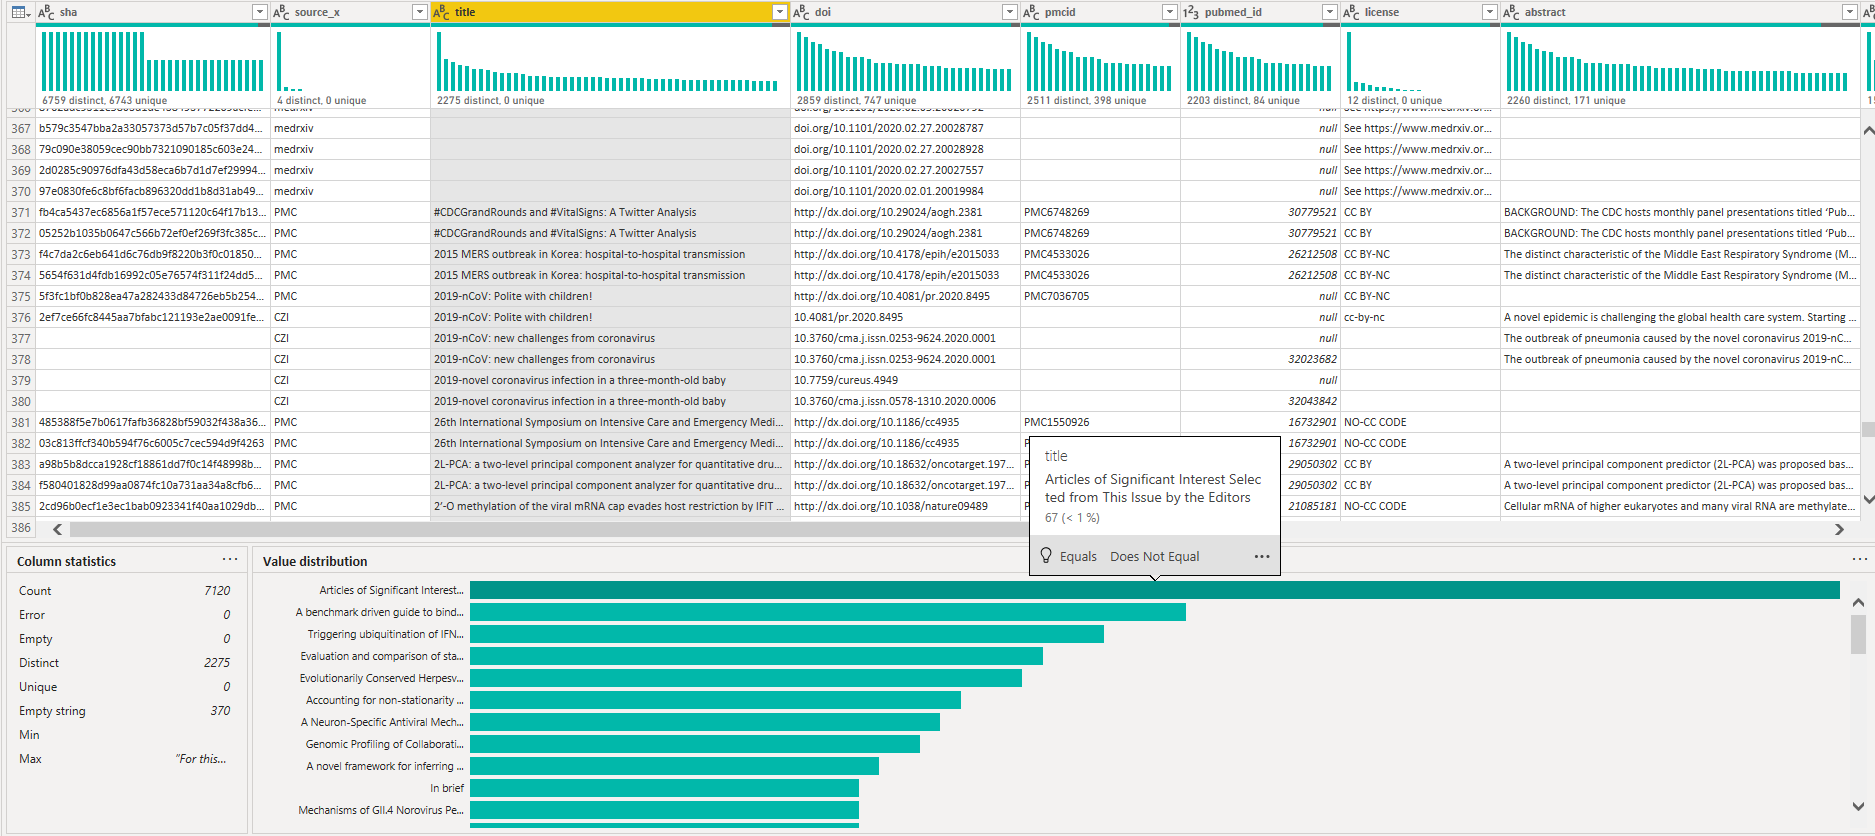 ABC sha ABC source_x ABC title ABC doi ABC pmcid 123 pubmed_id ABC license ABC abstract
6759 distinct, 6743 unique 4 distinct, 0 unique 2275 distinct, 0 unique 2859 distinct, 747 unique 2511 distinct, 398 unique 2203 distinct, 84 unique 12 distinct, 0 unique 2260 distinct, 171 unique
367 b579c3547bba2a33057373d57b7c05f37dd4... medrxiv doi.org/10.1101/2020.02.27.20028787 null See https://www.medrxiv.or...
368 79c090e38059cec90bb7321090185c603e24... medrxiv doi.org/10.1101/2020.02.27.20028928 null See https://www.medrxiv.or...
369 2d0285c90976dfa43d58eca6b7d1d7ef29994... medrxiv doi.org/10.1101/2020.02.27.20027557 null See https://www.medrxiv.or...
370 97e0830fe6c8bf6facb896320dd1b8d31ab49... medrxiv doi.org/10.1101/2020.02.01.20019984 null See https://www.medrxiv.or...
371 fb4ca5437ec6856a1f57ece571120c64f17b13... PMC #CDCGrandRounds and #VitalSigns: A Twitter Analysis http://dx.doi.org/10.29024/aogh.2381 PMC6748269 30779521 CC BY BACKGROUND: The CDC hosts monthly panel presentations titled ‘Pub...
372 05252b1035b0647c566b72ef0ef269f3fc385c... PMC #CDCGrandRounds and #VitalSigns: A Twitter Analysis http://dx.doi.org/10.29024/aogh.2381 PMC6748269 30779521 CC BY BACKGROUND: The CDC hosts monthly panel presentations titled ‘Pub...
373 f4c7da2c6eb641d6c76db9f8220b3f0c01850... PMC 2015 MERS outbreak in Korea: hospital-to-hospital transmission http://dx.doi.org/10.4178/epih/e2015033 PMC4533026 26212508 CC BY-NC The distinct characteristic of the Middle East Respiratory Syndrome (M...
374 5654f631d4fdb16992c05e76574f311f24dd5... PMC 2015 MERS outbreak in Korea: hospital-to-hospital transmission http://dx.doi.org/10.4178/epih/e2015033 PMC4533026 26212508 CC BY-NC The distinct characteristic of the Middle East Respiratory Syndrome (M...
375 5f3fc1bf0b828ea47a282433d84726eb5b254... PMC 2019-nCoV: Polite with children! http://dx.doi.org/10.4081/pr.2020.8495 PMC7036705 null CC BY-NC
376 2ef7ce66fc8445aa7bfabc121193e2ae0091fe... CZI 2019-nCoV: Polite with children! 10.4081/pr.2020.8495 null cc-by-nc A novel epidemic is challenging the global health care system. Starting ...
377 CZI 2019-nCoV: new challenges from coronavirus 10.3760/cma.j.issn.0253-9624.2020.0001 null The outbreak of pneumonia caused by the novel coronavirus 2019-nC...
378 CZI 2019-nCoV: new challenges from coronavirus 10.3760/cma.j.issn.0253-9624.2020.0001 32023682 The outbreak of pneumonia caused by the novel coronavirus 2019-nC...
379 CZI 2019-novel coronavirus infection in a three-month-old baby 10.7759/cureus.4949 null
380 CZI 2019-novel coronavirus infection in a three-month-old baby 10.3760/cma.j.issn.0578-1310.2020.0006 32043842
381 485388f5e7b0617fafb36828bf59032f438a36... PMC 26th International Symposium on Intensive Care and Emergency Medi... http://dx.doi.org/10.1186/cc4935 PMC1550926 16732901 NO-CC CODE
382 03c813ffcf340b594f76c6005c7cec594d9f4263 PMC 26th International Symposium on Intensive Care and Emergency Medi... http://dx.doi.org/10.1186/cc4935 16732901 NO-CC CODE
383 a98b5b8dcca1928cf18861dd7f0c14f48998b... PMC 2L-PCA: a two-level principal component analyzer for quantitative dru... http://dx.doi.org/10.18632/oncotarget.197... 29050302 CC BY A two-level principal component predictor (2L-PCA) was proposed bas...
384 f580401828d99aa0874fc10a731aa34a8cfb6... PMC 2L-PCA: a two-level principal component analyzer for quantitative dru... http://dx.doi.org/10.18632/oncotarget.197... 29050302 CC BY A two-level principal component predictor (2L-PCA) was proposed bas...
385 2cd96b0ecf1e3ec1bab0923341f40aa1029db... PMC 2′-O methylation of the viral mRNA cap evades host restriction by IFIT ... http://dx.doi.org/10.1038/nature09489 21085181 NO-CC CODE Cellular mRNA of higher eukaryotes and many viral RNA are methylate...
386
title
Articles of Significant Interest Selec
ted from This Issue by the Editors
67 (< 1 %)
Equals Does Not Equal ...
Column statistics ...
Count 7120
Error 0
Empty 0
Distinct 2275
Unique 0
Empty string 370
Min
Max "For this...
Value distribution ...
Articles of Significant Interest...
A benchmark driven guide to bind...
Triggering ubiquitination of IFN...
Evaluation and comparison of sta...
Evolutionarily Conserved Herpesv...
Accounting for non-stationarity ...
A Neuron-Specific Antiviral Mech...
Genomic Profiling of Collaborati...
A novel framework for inferring ...
In brief
Mechanisms of GII.4 Norovirus Pe...